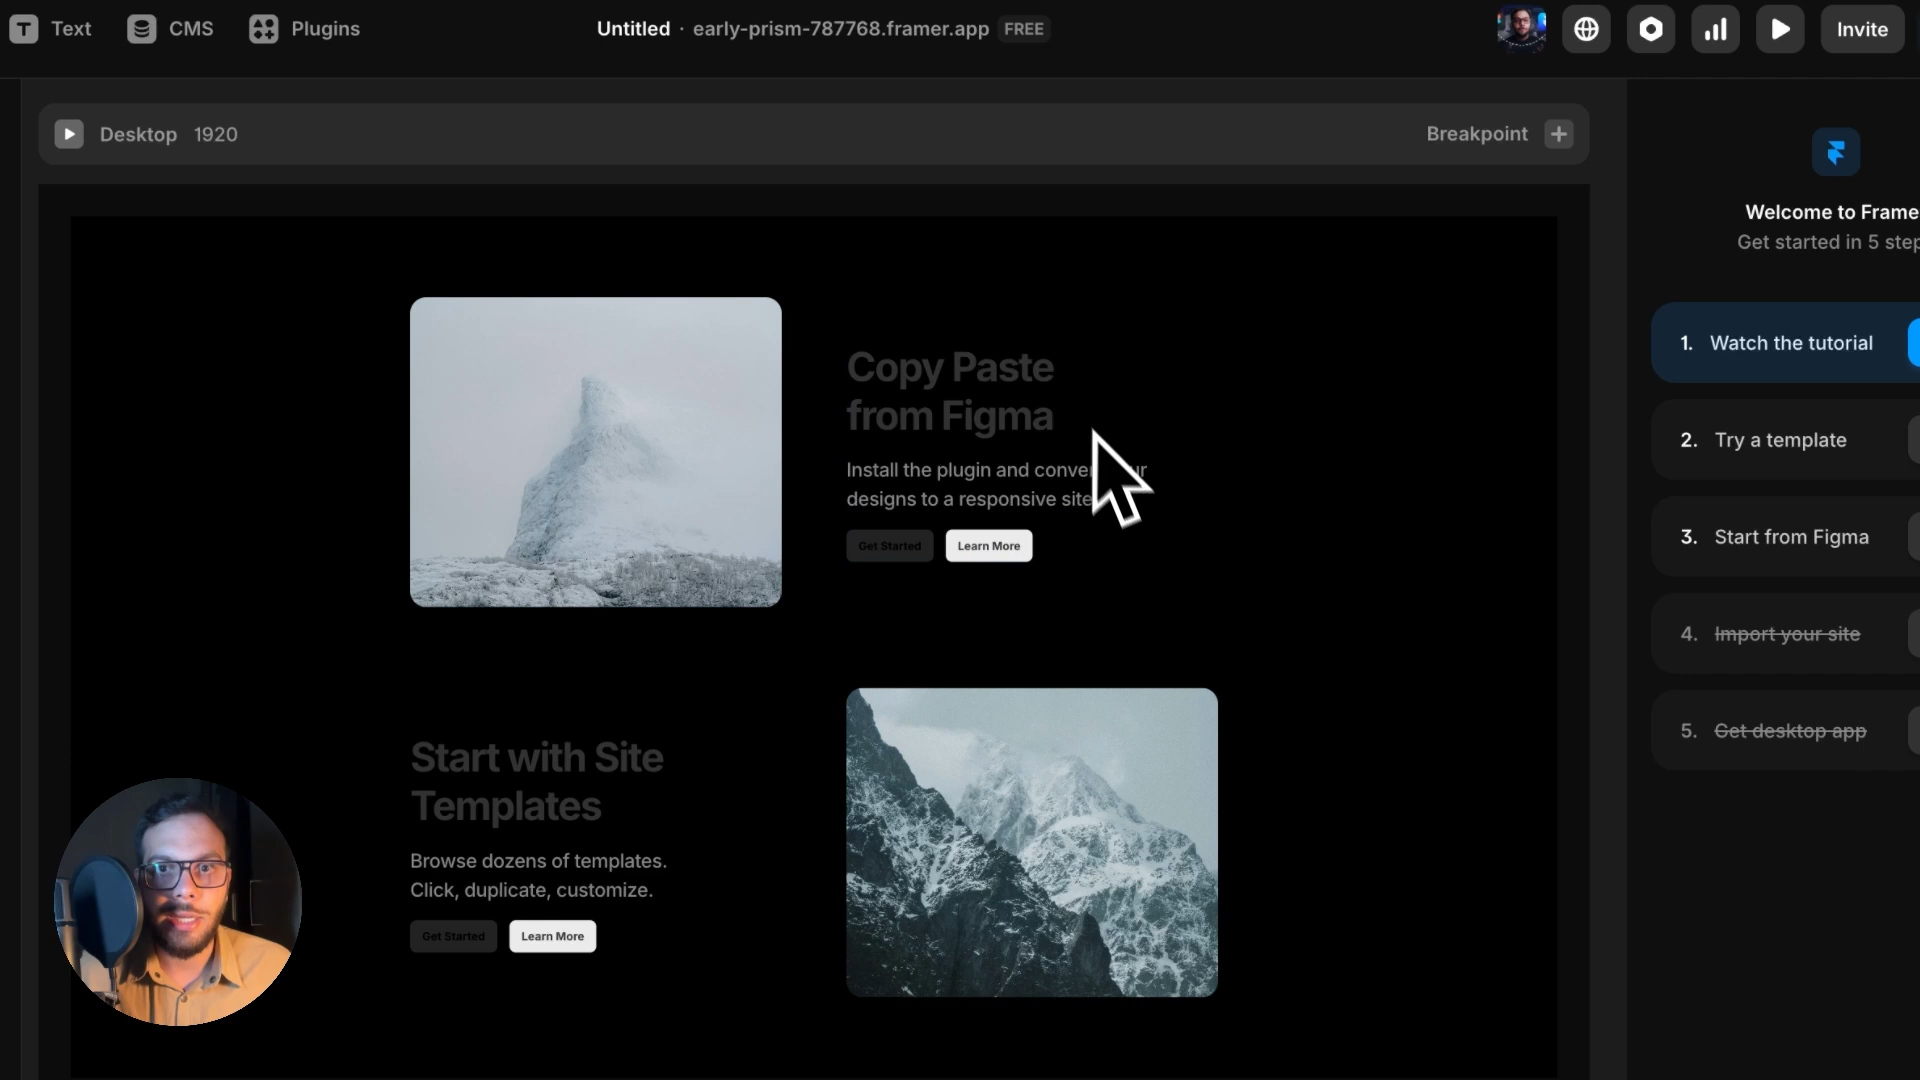 Text
CMS
Plugins
Untitled · early-prism-787768.framer.app FREE
Invite
Desktop 1920
Breakpoint
Welcome to Frame
Get started in 5 step
1. Watch the tutorial
2. Try a template
3. Start from Figma
4. Import your site
5. Get desktop app
Copy Paste
from Figma
Install the plugin and
designs to a responsive site
Get Started
Learn More
Start with Site
Templates
Browse dozens of templates.
Click, duplicate, customize.
Get Started
Learn More